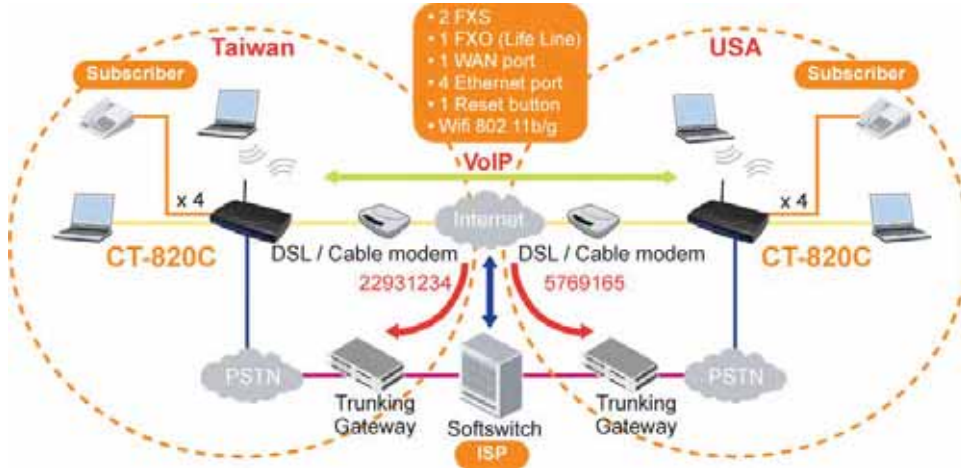 • 2 FXS
• 1 FXO (Life Line)
• 1 WAN port
• 4 Ethernet port
• 1 Reset button
• Wifi 802 11b/g
Taiwan
USA
Subscriber
Subscriber
VoIP
x 4
x 4
Internet
CT-820C
DSL / Cable modem
DSL / Cable modem
CT-820C
22931234
5769165
PSTN
PSTN
Trunking
Gateway
Softswitch
Trunking
Gateway
ISP